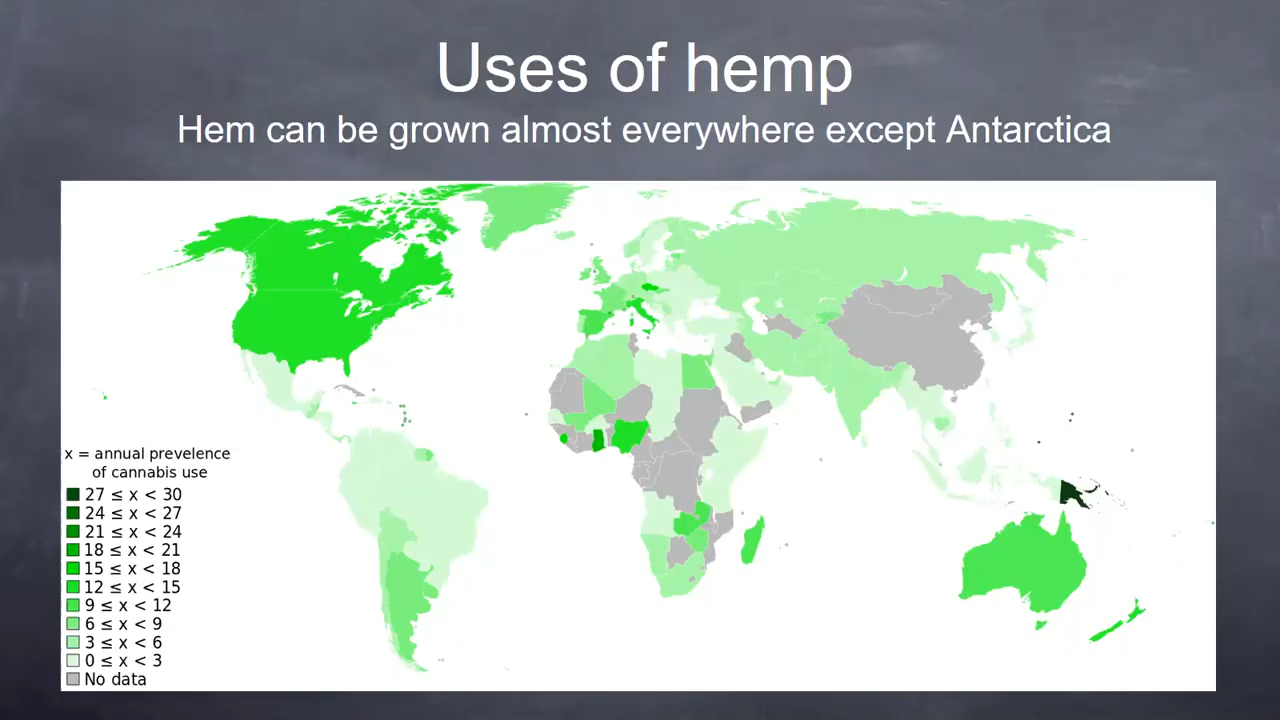 Uses of hemp
Hem can be grown almost everywhere except Antarctica
x = annual prevelence
of cannabis use
27 ≤ x < 30
24 ≤ x < 27
21 ≤ x < 24
18 ≤ x < 21
15 ≤ x < 18
12 ≤ x < 15
9 ≤ x < 12
6 ≤ x < 9
3 ≤ x < 6
0 ≤ x < 3
No data